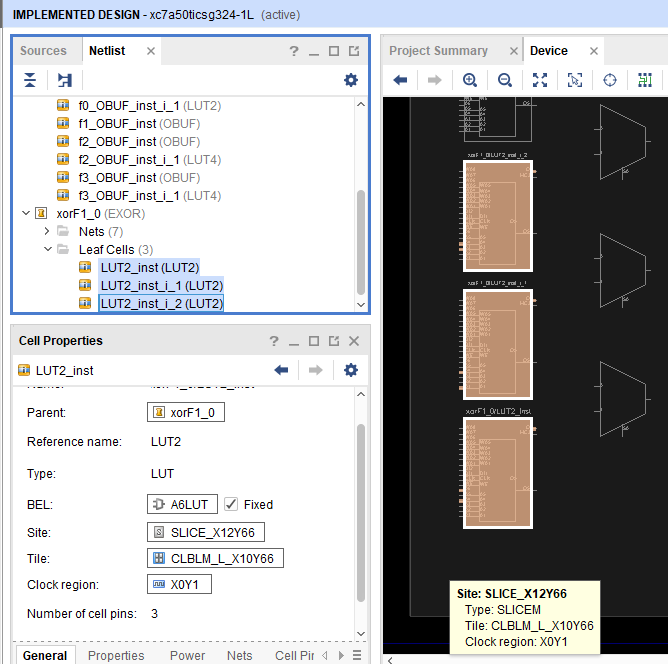 IMPLEMENTED DESIGN - xc7a50ticsg324-1L (active)
Sources Netlist
Project Summary Device
f0_OBUF_inst_i_1 (LUT2)
f1_OBUF_inst (OBUF)
f2_OBUF_inst (OBUF)
f2_OBUF_inst_i_1 (LUT4)
f3_OBUF_inst (OBUF)
f3_OBUF_inst_i_1 (LUT4)
xorF1_0 (EXOR)
Nets (7)
Leaf Cells (3)
LUT2_inst (LUT2)
LUT2_inst_i_1 (LUT2)
LUT2_inst_i_2 (LUT2)
Cell Properties
LUT2_inst
Parent: xorF1_0
Reference name: LUT2
Type: LUT
BEL: A6LUT Fixed
Site: SLICE_X12Y66
Tile: CLBLM_L_X10Y66
Clock region: X0Y1
Number of cell pins: 3
General Properties Power Nets Cell Pir
xorF1_0/LUT2_inst_i_2
xorF1_0/LUT2_inst_i_1
xorF1_0/LUT2_inst
Site: SLICE_X12Y66
Type: SLICEM
Tile: CLBLM_L_X10Y66
Clock region: X0Y1